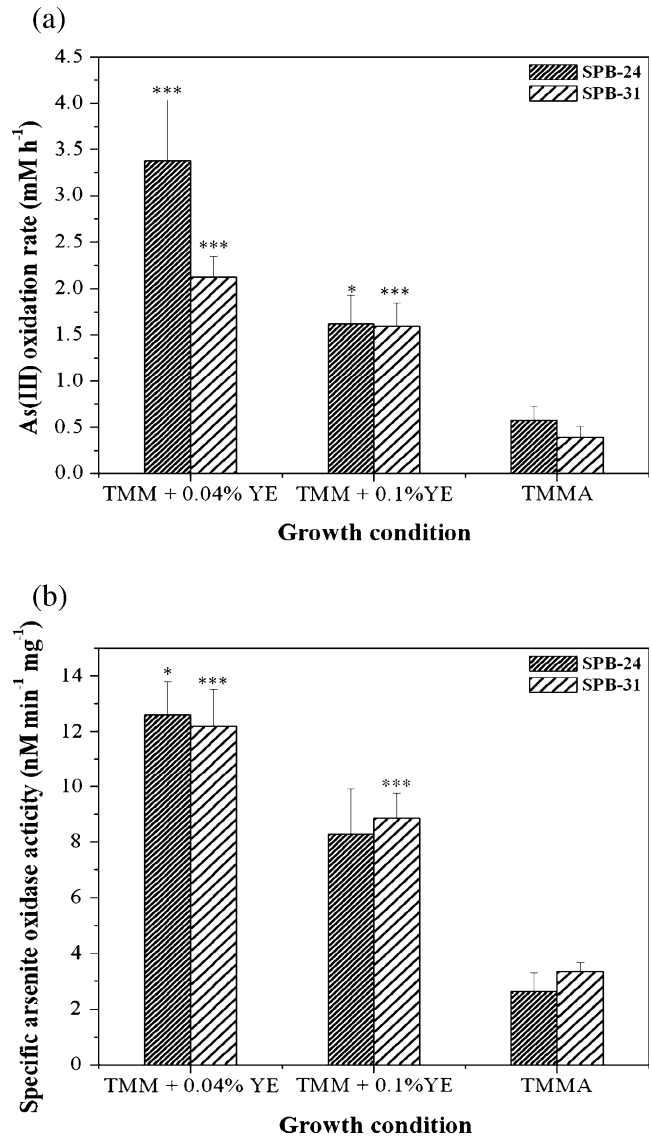 (a)
As(III) oxidation rate (mM h⁻¹)
4.5
4.0
3.5
3.0
2.5
2.0
1.5
1.0
0.5
0.0
***
***
*
***
SPB-24
SPB-31
TMM + 0.04% YE
TMM + 0.1%YE
TMMA
Growth condition
(b)
Specific arsenite oxidase acticity (nM min⁻¹ mg⁻¹)
14
12
10
8
6
4
2
0
*
***
***
SPB-24
SPB-31
TMM + 0.04% YE
TMM + 0.1%YE
TMMA
Growth condition